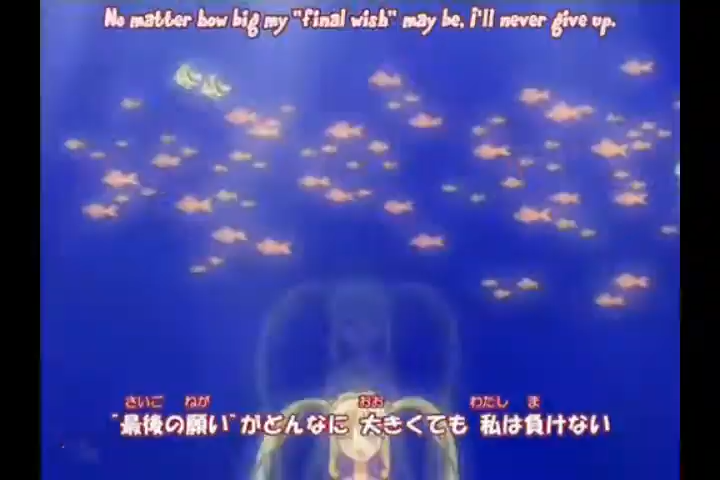 No matter how big my "final wish" may be, I'll never give up.
さいご ねが おお わたし ま
"最後の願い"がどんなに 大きくても 私は負けない